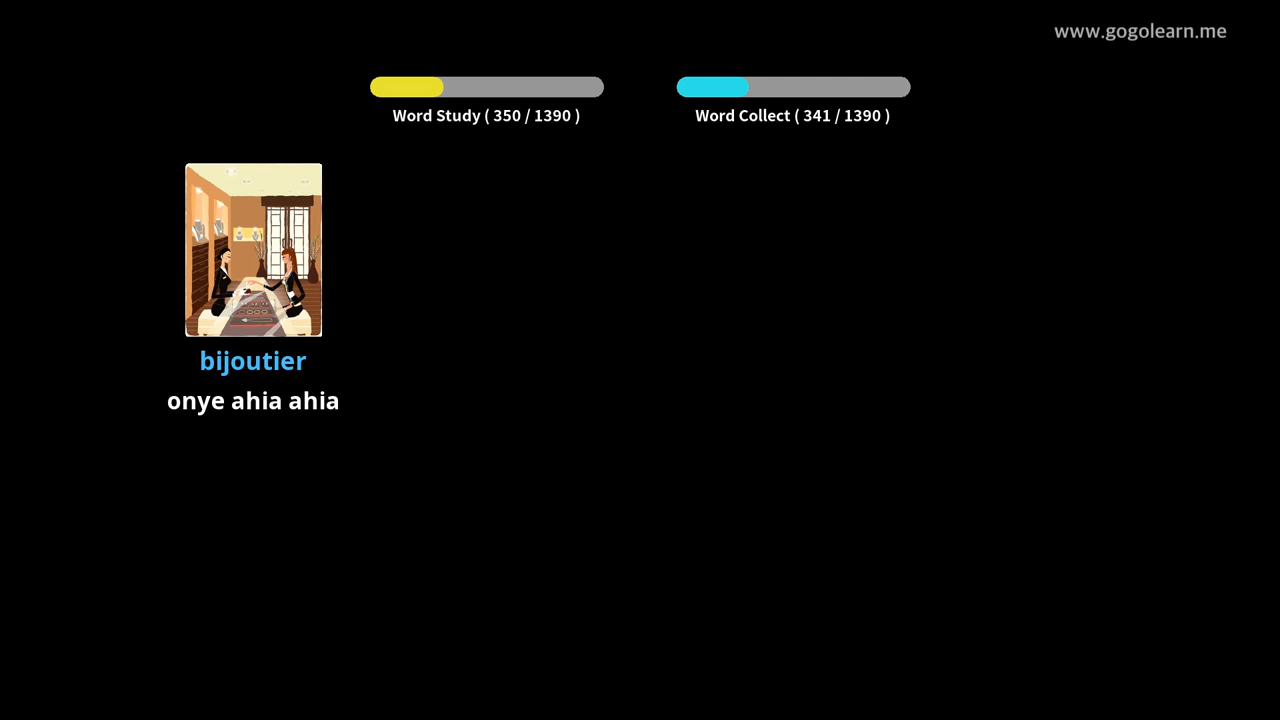 www.gogolearn.me
Word Study ( 350 / 1390 )
Word Collect ( 341 / 1390 )
bijoutier
onye ahia ahia